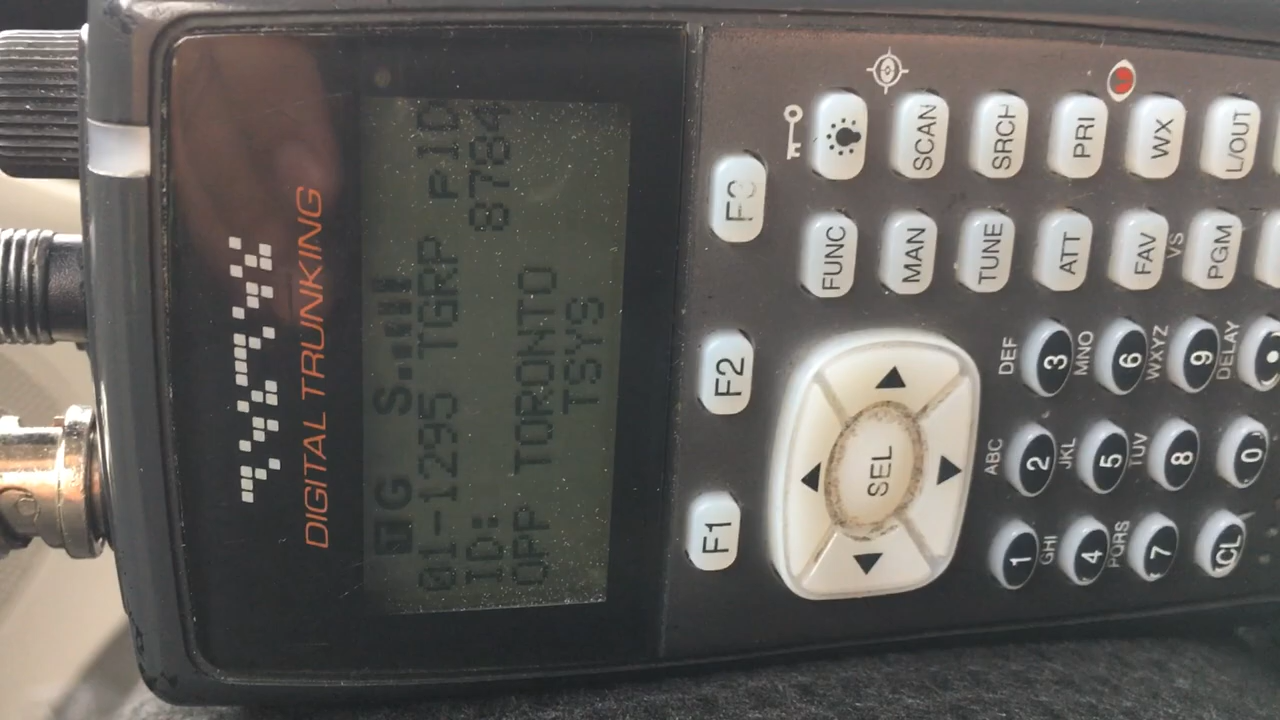 DIGITAL TRUNKING
T G S
01-1295 TGRP P1D
ID: 8784
OPP TORONTO
TSYS
F1 F2 F3
SCAN SRCH PRI WX L/OUT
FUNC MAN TUNE ATT FAV VS PGM
SEL
1 ABC 2 DEF 3
GHI 4 JKL 5 MNO 6
PQRS 7 TUV 8 WXYZ 9
CL 0 DELAY